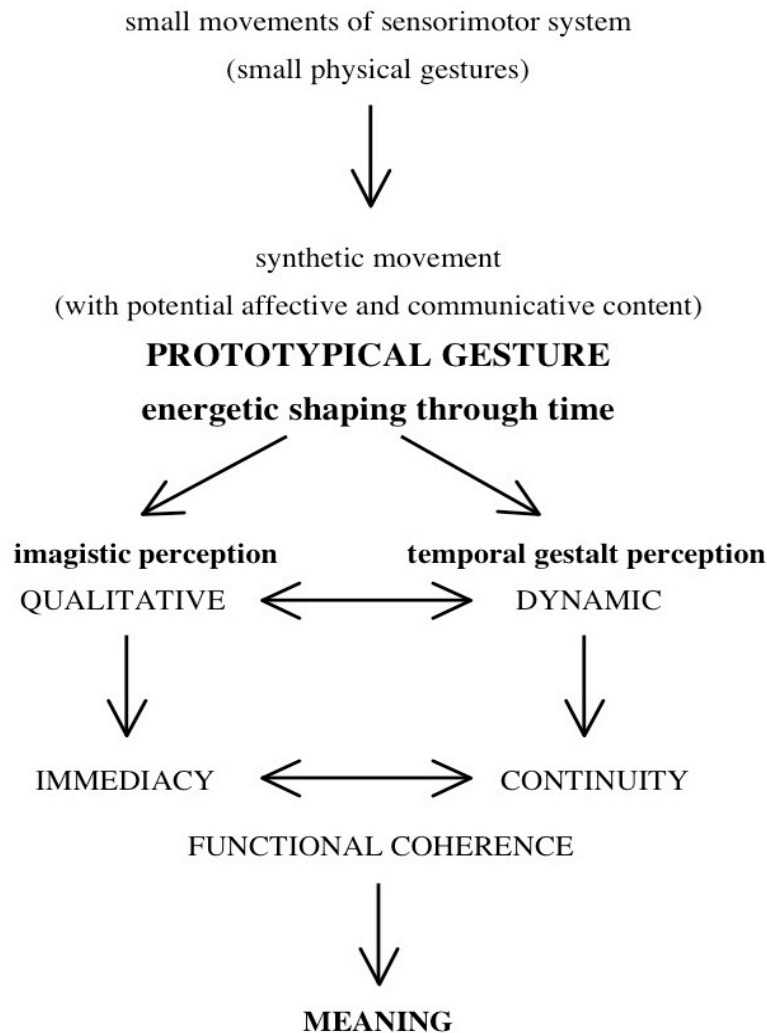 small movements of sensorimotor system
(small physical gestures)
synthetic movement
(with potential affective and communicative content)
PROTOTYPICAL GESTURE
energetic shaping through time
imagistic perception temporal gestalt perception
QUALITATIVE DYNAMIC
IMMEDIACY CONTINUITY
FUNCTIONAL COHERENCE
MEANING